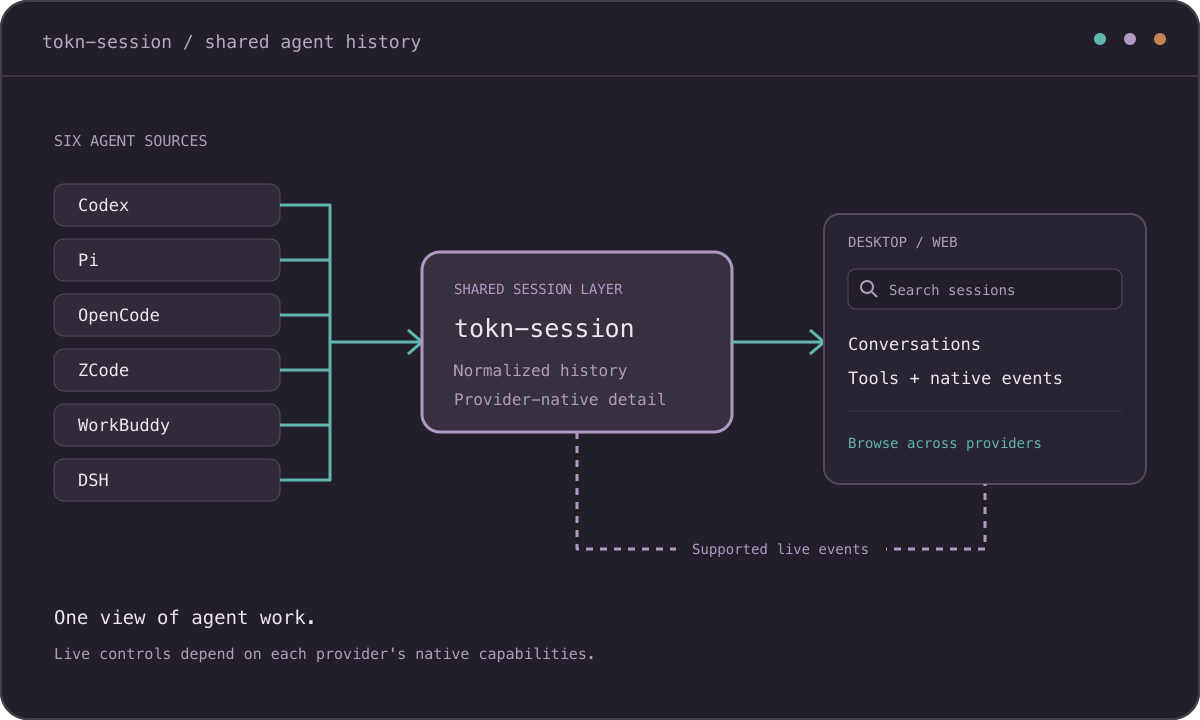 tokn-session / shared agent history
SIX AGENT SOURCES
Codex
Pi
OpenCode
ZCode
WorkBuddy
DSH
SHARED SESSION LAYER
tokn-session
Normalized history
Provider-native detail
DESKTOP / WEB
Search sessions
Conversations
Tools + native events
Browse across providers
Supported live events
One view of agent work.
Live controls depend on each provider's native capabilities.